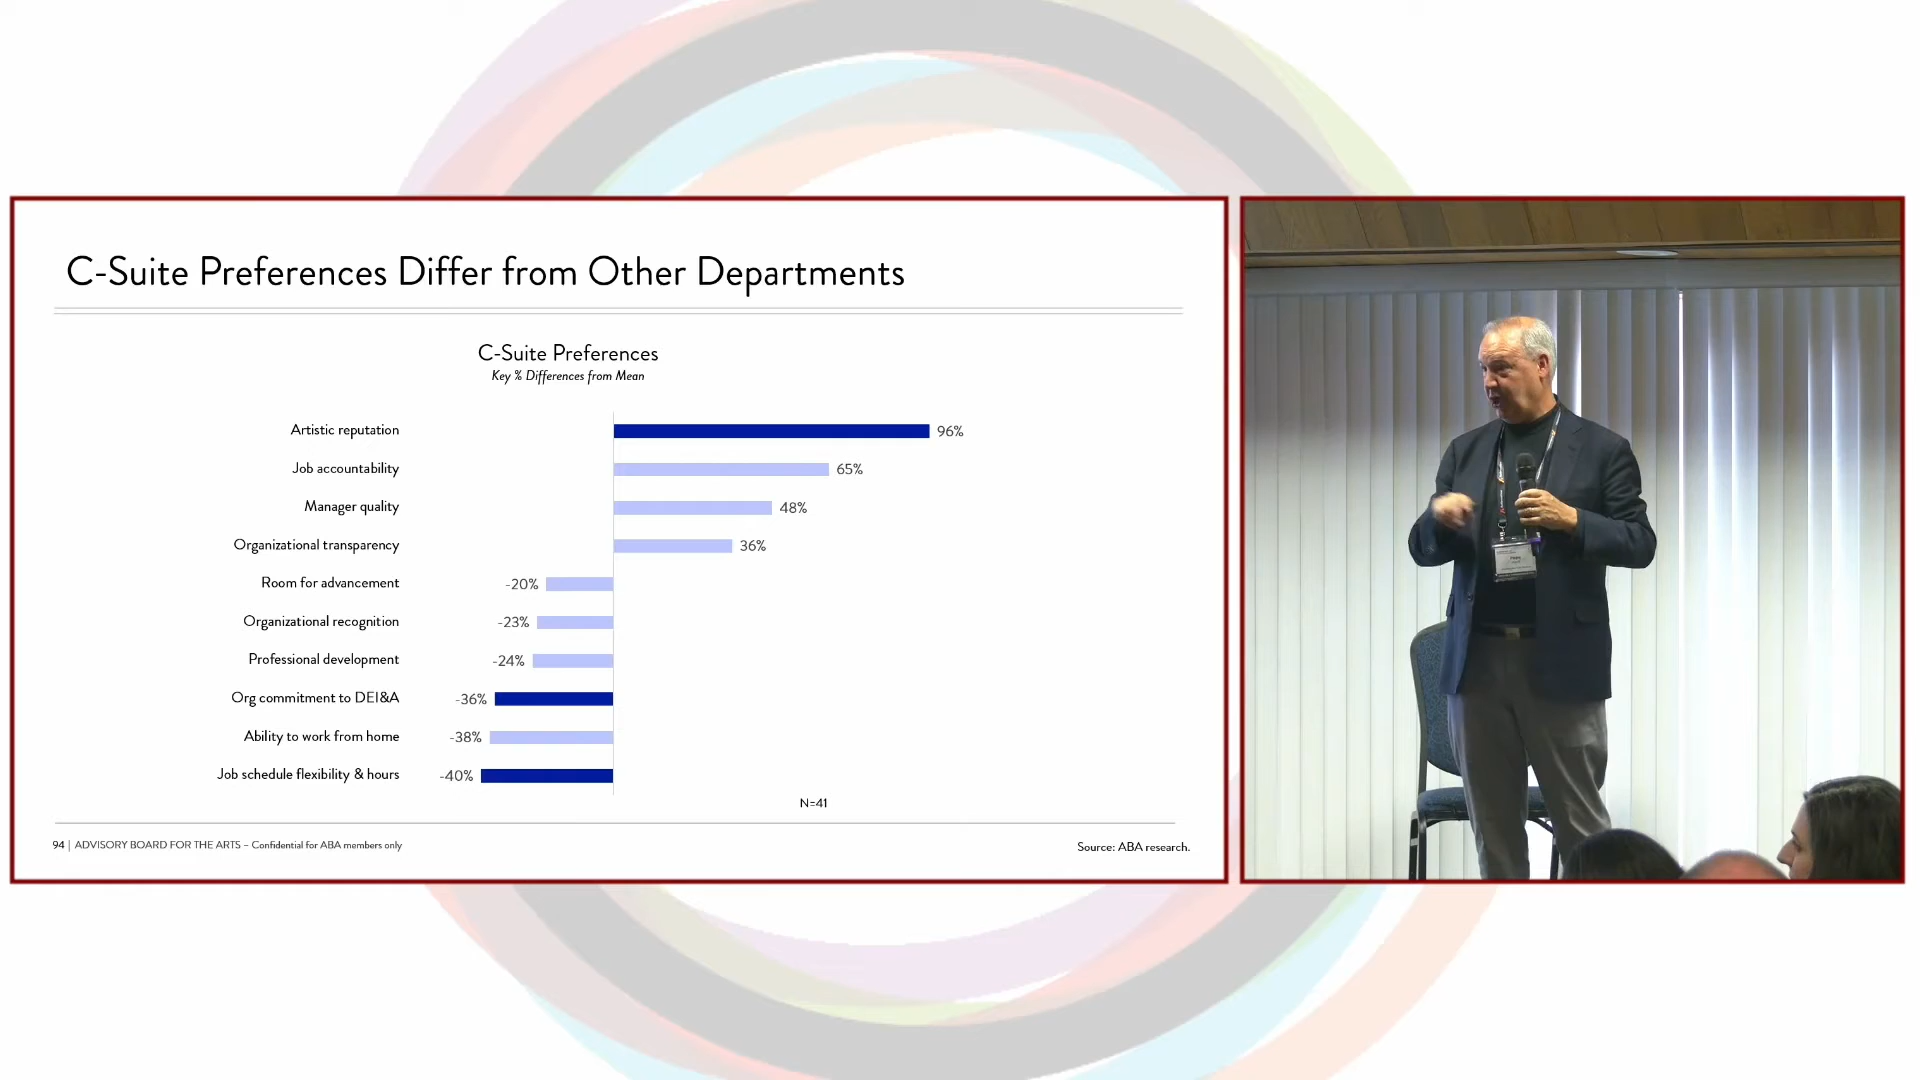 C-Suite Preferences Differ from Other Departments
C-Suite Preferences
Key % Differences from Mean
Artistic reputation 96%
Job accountability 65%
Manager quality 48%
Organizational transparency 36%
Room for advancement -20%
Organizational recognition -23%
Professional development -24%
Org commitment to DEI&A -36%
Ability to work from home -38%
Job schedule flexibility & hours -40%
N=41
94 | ADVISORY BOARD FOR THE ARTS – Confidential for ABA members only
Source: ABA research.